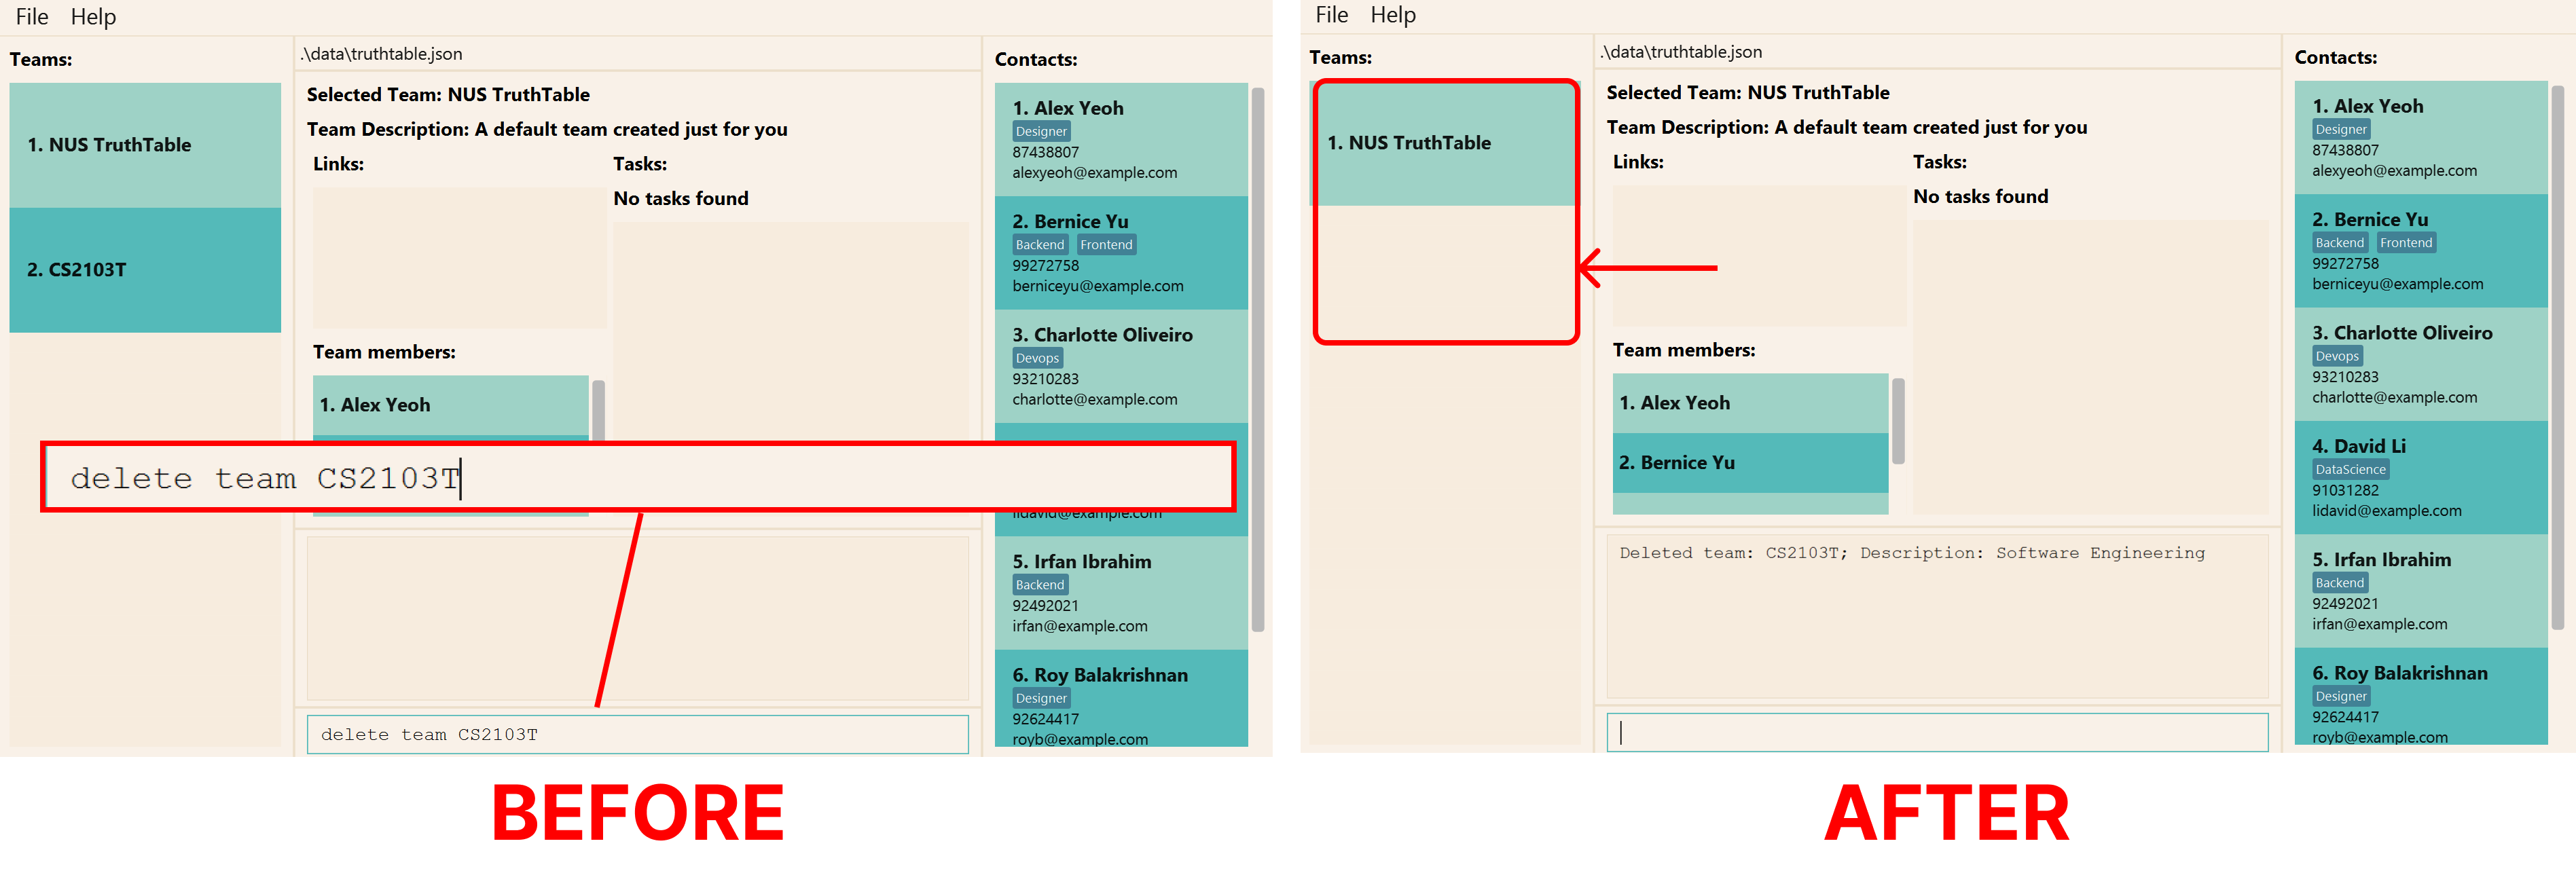 File Help
Teams:
1. NUS TruthTable
2. CS2103T
.\data\truthtable.json
Selected Team: NUS TruthTable
Team Description: A default team created just for you
Links:
Tasks:
No tasks found
Team members:
1. Alex Yeoh
delete team CS2103T
delete team CS2103T
Contacts:
1. Alex Yeoh
Designer
87438807
alexyeoh@example.com
2. Bernice Yu
Backend Frontend
99272758
berniceyu@example.com
3. Charlotte Oliveiro
Devops
93210283
charlotte@example.com
lidavid@example.com
5. Irfan Ibrahim
Backend
92492021
irfan@example.com
6. Roy Balakrishnan
Designer
92624417
royb@example.com
BEFORE
File Help
Teams:
1. NUS TruthTable
.\data\truthtable.json
Selected Team: NUS TruthTable
Team Description: A default team created just for you
Links:
Tasks:
No tasks found
Team members:
1. Alex Yeoh
2. Bernice Yu
Deleted team: CS2103T; Description: Software Engineering
Contacts:
1. Alex Yeoh
Designer
87438807
alexyeoh@example.com
2. Bernice Yu
Backend Frontend
99272758
berniceyu@example.com
3. Charlotte Oliveiro
Devops
93210283
charlotte@example.com
4. David Li
DataScience
91031282
lidavid@example.com
5. Irfan Ibrahim
Backend
92492021
irfan@example.com
6. Roy Balakrishnan
Designer
92624417
royb@example.com
AFTER